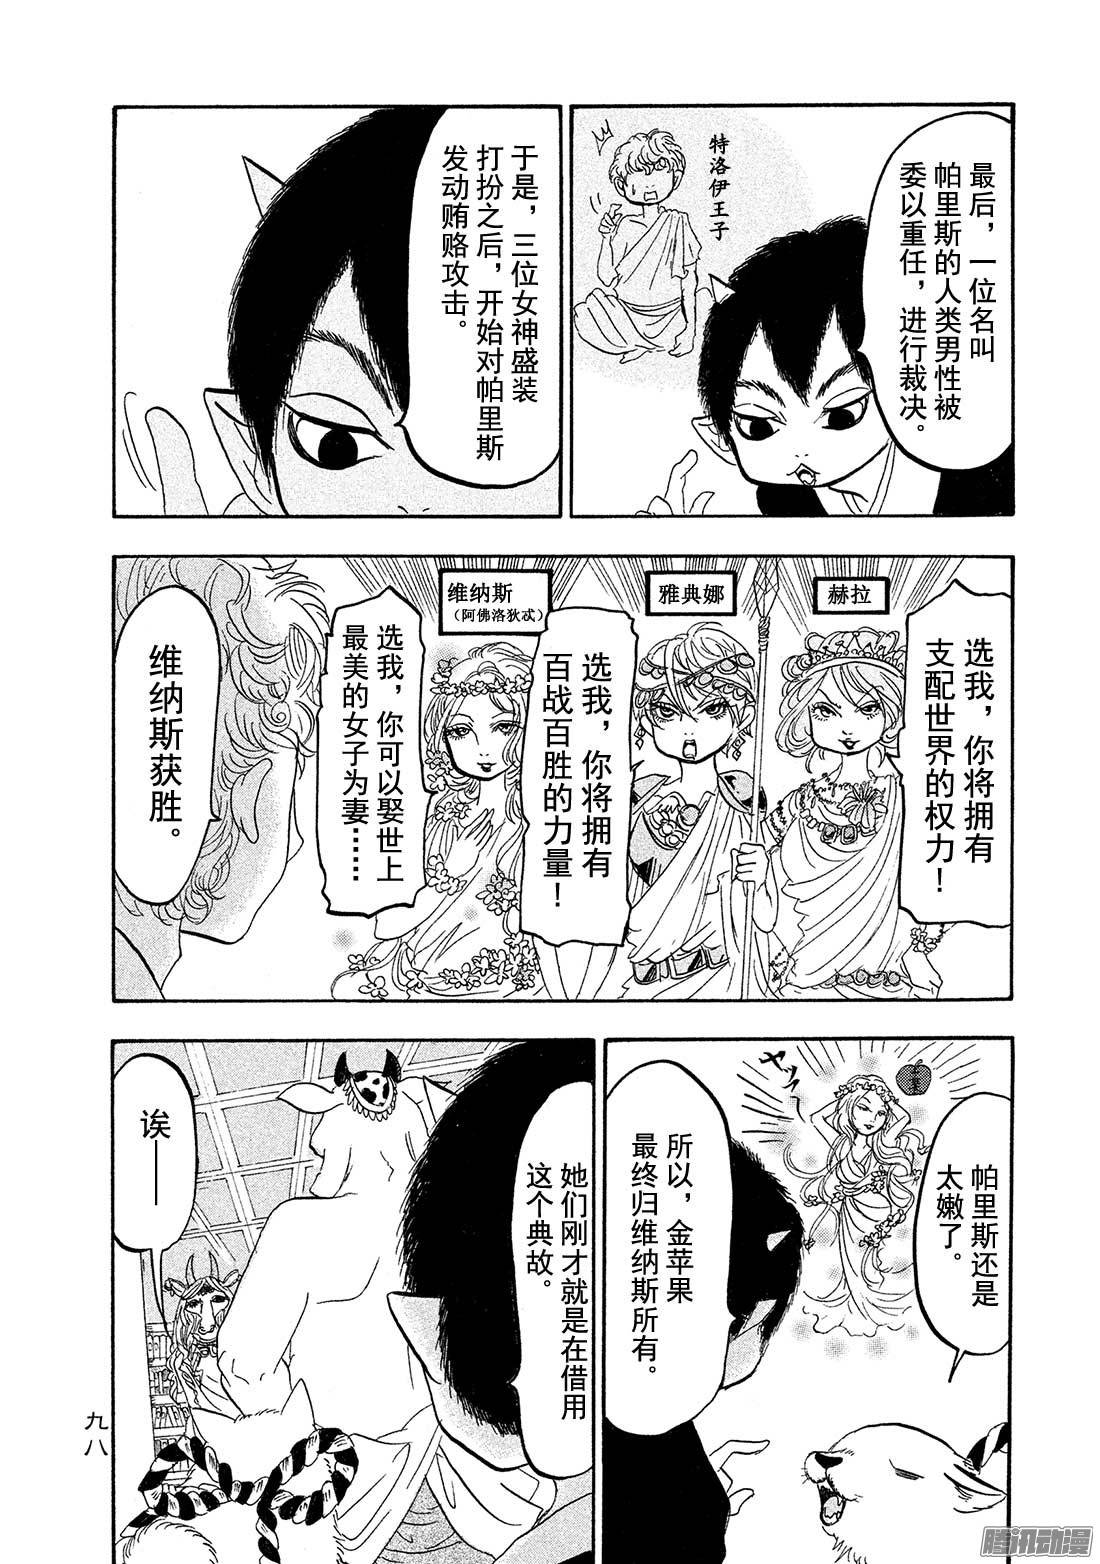 最后，一位名叫
帕里斯的人类男性被
委以重任，进行裁决。
特洛伊王子
于是，三位女神盛装
打扮之后，开始对帕里斯
发动贿赂攻击。
赫拉
选我，你将拥有
支配世界的权力！
雅典娜
选我，你将拥有
百战百胜的力量！
维纳斯
（阿佛洛狄忒）
选我，你可以娶世上
最美的女子为妻……
维纳斯获胜。
帕里斯还是
太嫩了。
所以，金苹果
最终归维纳斯所有。
她们刚才就是在借用
这个典故。
诶——
九八
腾讯动漫